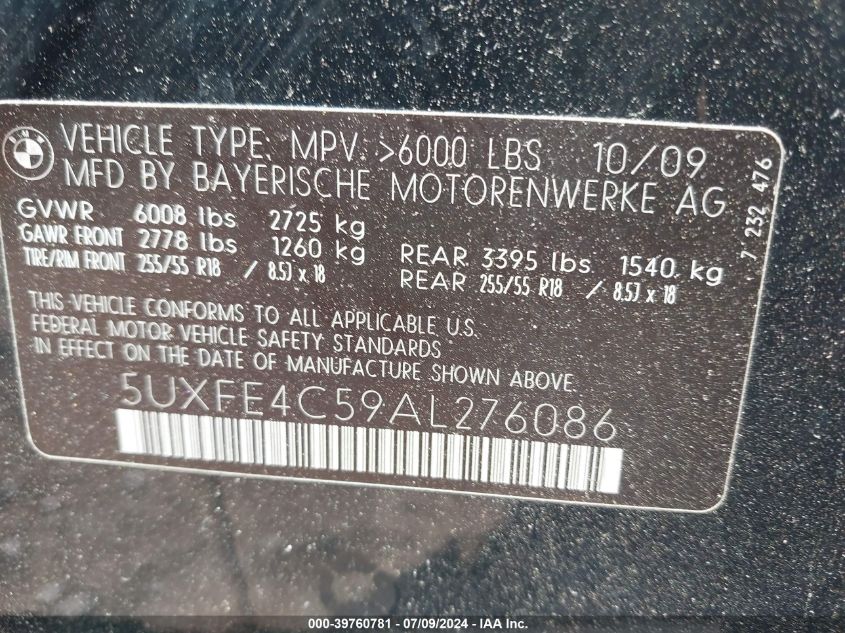 BMW
VEHICLE TYPE. MPV. >6000 LBS 10/09
MFD BY BAYERISCHE MOTORENWERKE AG
GVWR 6008 lbs 2725 kg
GAWR FRONT 2778 lbs 1260 kg REAR 3395 lbs 1540 kg
TIRE/RIM FRONT 255/55 R18 / 8.5J x 18 REAR 255/55 R18 / 8.5J x 18
THIS VEHICLE CONFORMS TO ALL APPLICABLE U.S.
FEDERAL MOTOR VEHICLE SAFETY STANDARDS
IN EFFECT ON THE DATE OF MANUFACTURE SHOWN ABOVE
5UXFE4C59AL276086
7 232 476
000-39760781 / 07/09/2024 - IAA Inc.